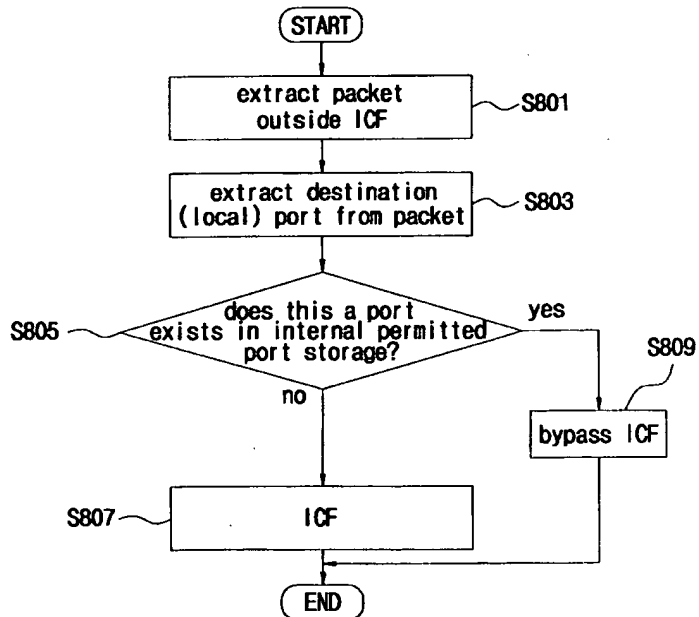 START
extract packet
outside ICF
S801
extract destination
(local) port from packet
S803
does this a port
exists in internal permitted
port storage?
S805
yes
no
S809
bypass ICF
S807
ICF
END